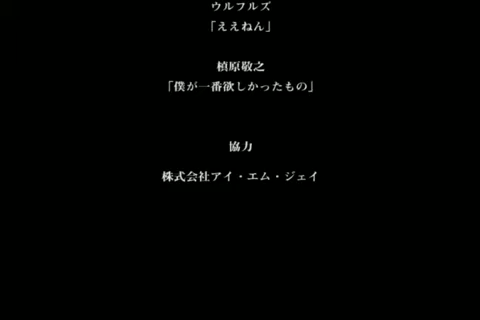 ウルフルズ
「ええねん」
槙原敬之
「僕が一番欲しかったもの」
協力
株式会社アイ・エム・ジェイ